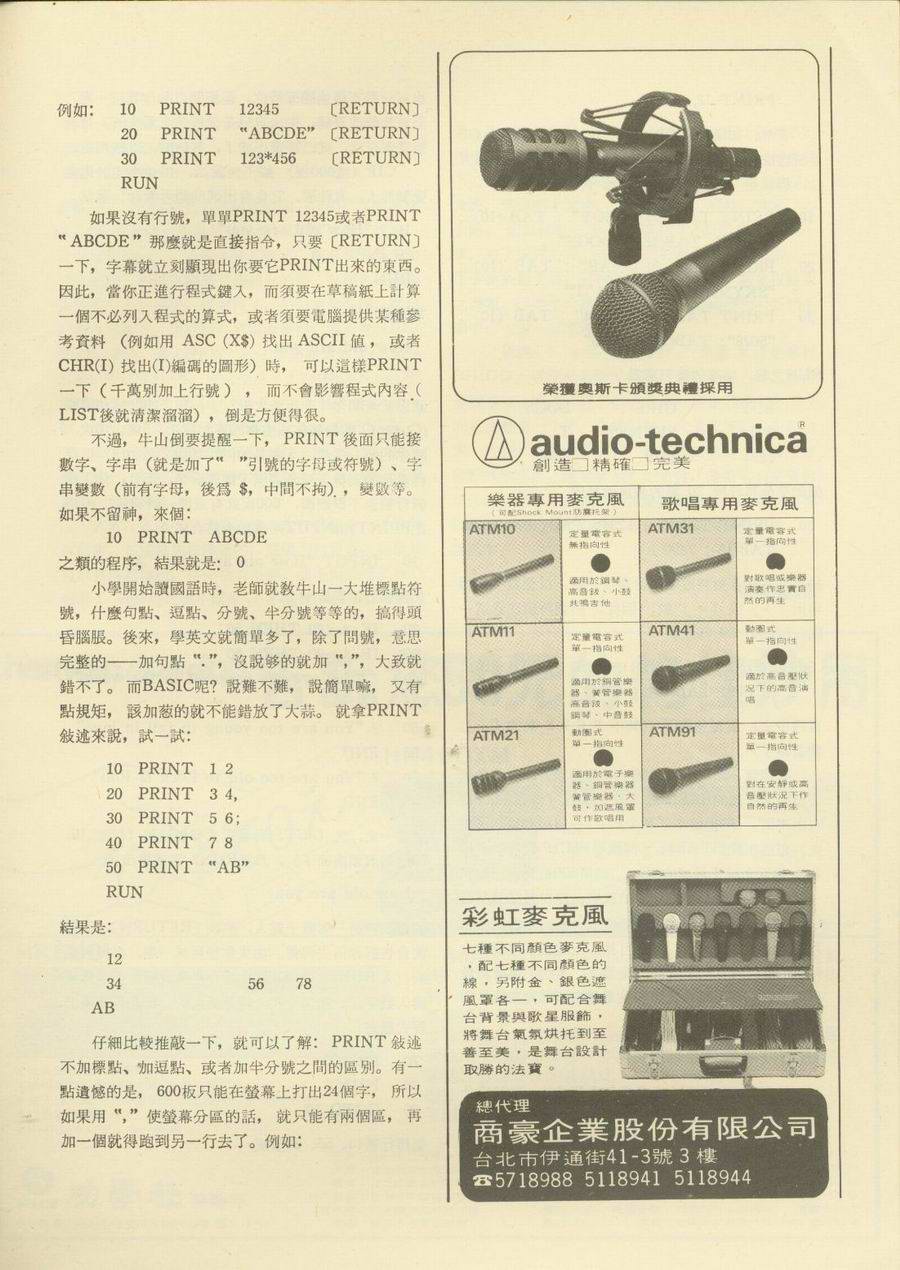 例如： 10 PRINT 12345 〔RETURN〕
20 PRINT “ABCDE” 〔RETURN〕
30 PRINT 123*456 〔RETURN〕
RUN
如果沒有行號，單單PRINT 12345或者PRINT
“ABCDE”那麼就是直接指令，只要〔RETURN〕
一下，字幕就立刻顯現出你要它PRINT出來的東西。
因此，當你正進行程式鍵入，而須要在草稿紙上計算
一個不必列入程式的算式，或者須要電腦提供某種參
考資料（例如用 ASC (X$) 找出 ASCII 值，或者
CHR(I) 找出(I)編碼的圖形）時，可以這樣PRINT
一下（千萬別加上行號），而不會影響程式內容（
LIST後就清潔溜溜），倒是方便得很。
不過，牛山倒要提醒一下，PRINT 後面只能接
數字、字串（就是加了“ ”引號的字母或符號）、字
串變數（前有字母，後爲 $，中間不拘），變數等。
如果不留神，來個：
10 PRINT ABCDE
之類的程序，結果就是： 0
小學開始讀國語時，老師就教牛山一大堆標點符
號，什麼句點、逗點、分號、半分號等等的，搞得頭
昏腦脹。後來，學英文就簡單多了，除了問號，意思
完整的——加句點“.”，沒說够的就加“,”，大致就
錯不了。而BASIC呢？說難不難，說簡單嘛，又有
點規矩，該加葱的就不能錯放了大蒜。就拿PRINT
敍述來說，試一試：
10 PRINT 1 2
20 PRINT 3 4,
30 PRINT 5 6;
40 PRINT 7 8
50 PRINT “AB”
RUN
結果是：
12
34 56 78
AB
仔細比較推敲一下，就可以了解： PRINT 敍述
不加標點、加逗點、或者加半分號之間的區別。有一
點遺憾的是，600板只能在螢幕上打出24個字，所以
如果用“,”使螢幕分區的話，就只能有兩個區，再
加一個就得跑到另一行去了。例如：
榮獲奧斯卡頒獎典禮採用
audio-technica®
創造□精確□完美
樂器專用麥克風
（可配Shock Mount防震托架）
歌唱專用麥克風
ATM10
定量電容式
無指向性
適用於鋼琴、
高音鈸、小鼓
共鳴吉他
ATM31
定量電容式
單一指向性
對歌唱或樂器
演奏作忠實自
然的再生
ATM11
定量電容式
單一指向性
適用於銅管樂
器、簧管樂器
高音鈸、小鼓
鋼琴、中音鼓
ATM41
動圈式
單一指向性
適於高音壓狀
況下的高音演
唱
ATM21
動圈式
單一指向性
適用於電子樂
器、銅管樂器
簧管樂器、大
鼓，加遮風罩
可作歌唱用
ATM91
定量電容式
單一指向性
對在安靜或高
音壓狀況下作
自然的再生
彩虹麥克風
七種不同顏色麥克風
，配七種不同顏色的
線，另附金、銀色遮
風罩各一，可配合舞
台背景與歌星服飾，
將舞台氣氛烘托到至
善至美，是舞台設計
取勝的法寶。
總代理
商豪企業股份有限公司
台北市伊通街41-3號3樓
☎5718988 5118941 5118944